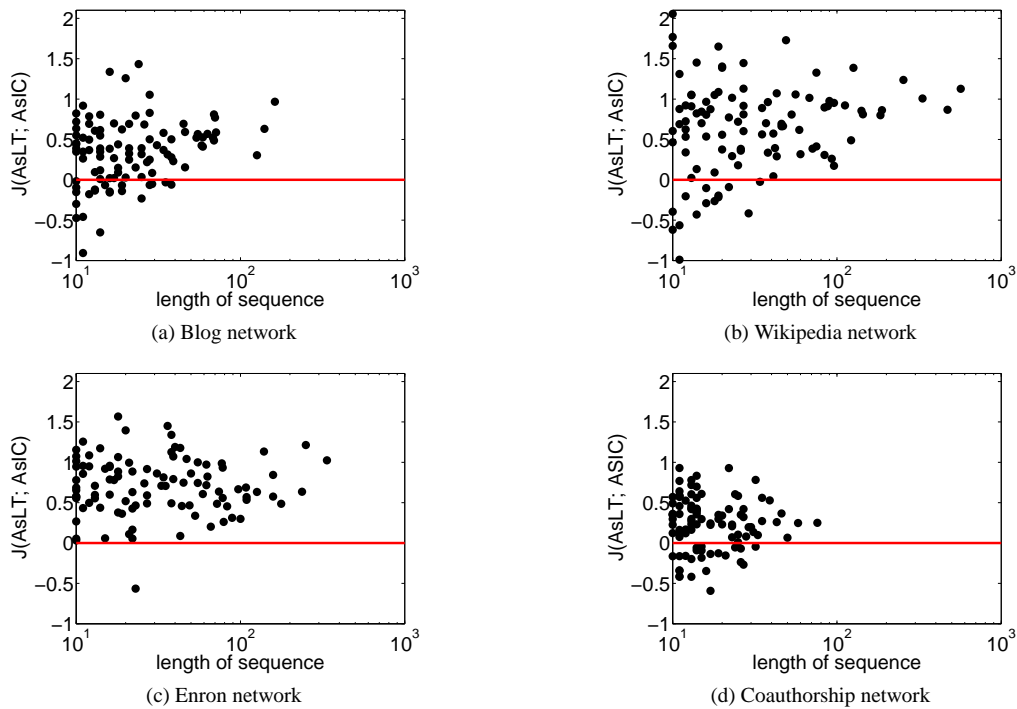 2
1.5
1
0.5
0
−0.5
−1
10^1 10^2 10^3
J(AsLT; AsIC)
length of sequence
(a) Blog network
2
1.5
1
0.5
0
−0.5
−1
10^1 10^2 10^3
J(AsLT; AsIC)
length of sequence
(b) Wikipedia network
2
1.5
1
0.5
0
−0.5
−1
10^1 10^2 10^3
J(AsLT; AsIC)
length of sequence
(c) Enron network
2
1.5
1
0.5
0
−0.5
−1
10^1 10^2 10^3
J(AsLT; ASIC)
length of sequence
(d) Coauthorship network